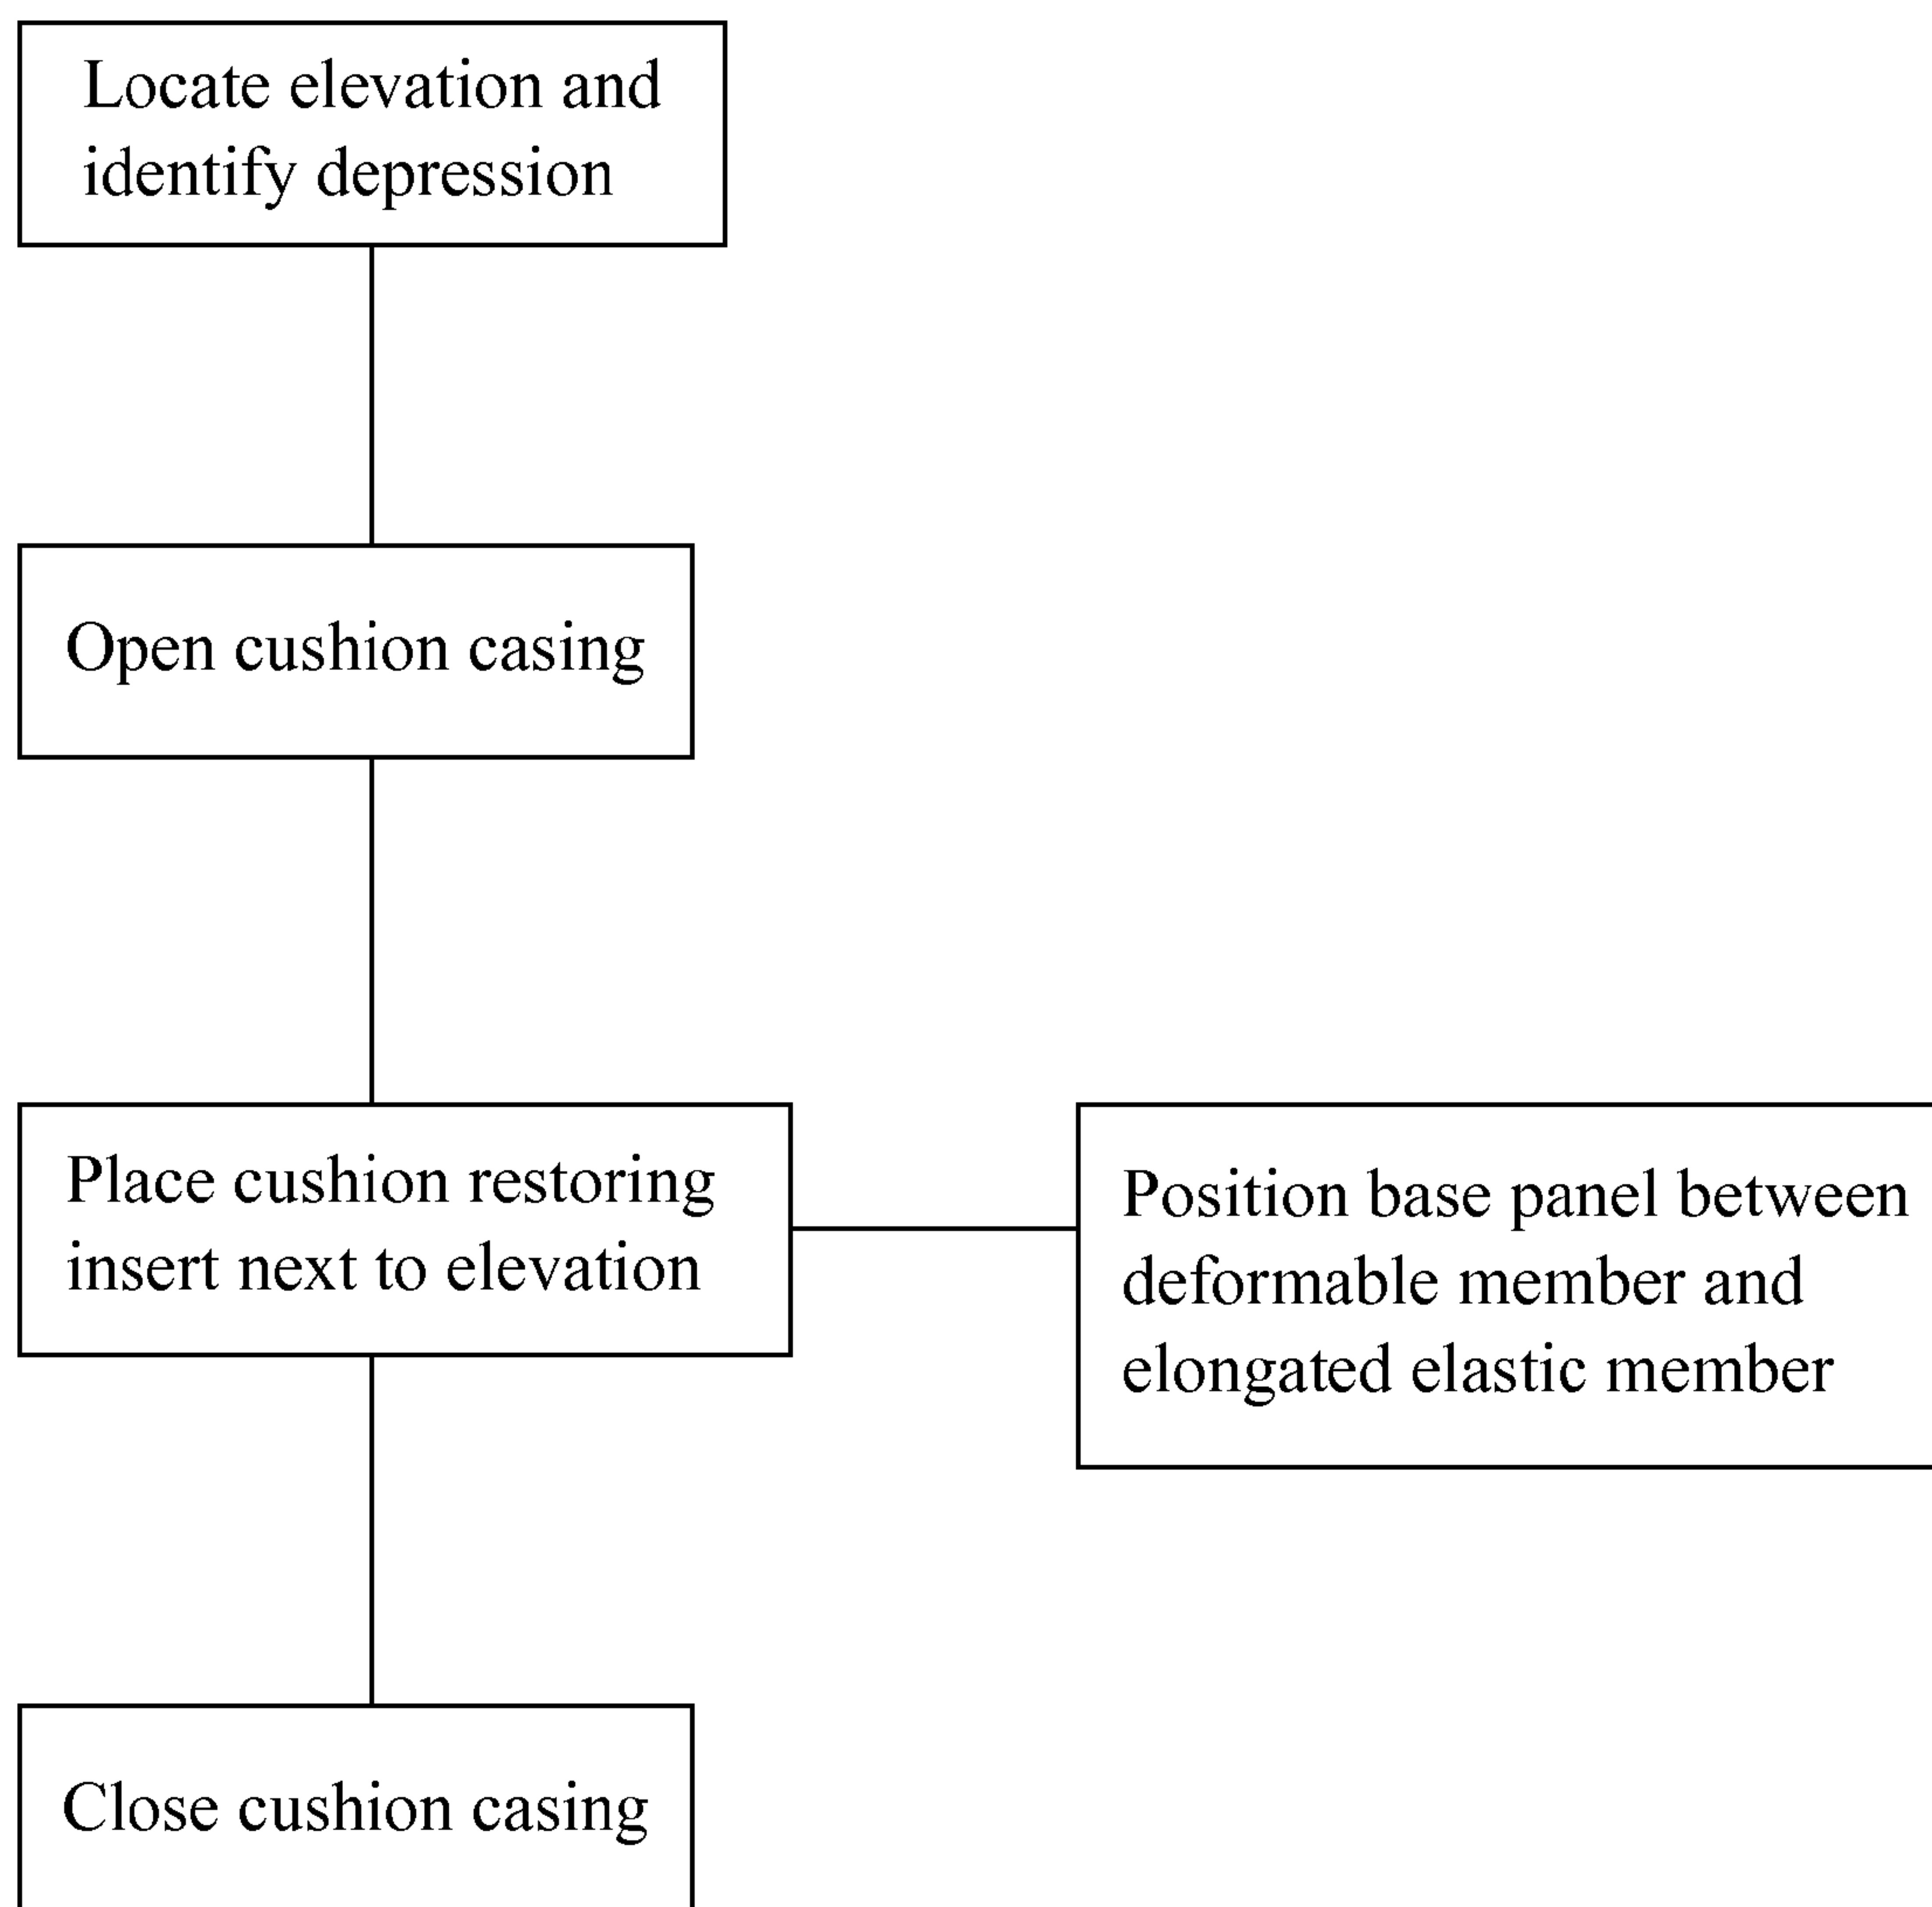 Locate elevation and
identify depression
Open cushion casing
Place cushion restoring
insert next to elevation
Position base panel between
deformable member and
elongated elastic member
Close cushion casing